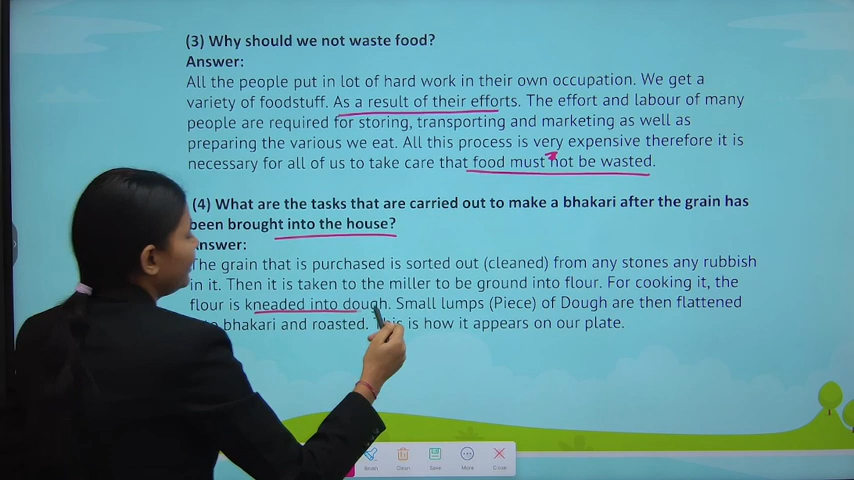 (3) Why should we not waste food?
Answer:
All the people put in lot of hard work in their own occupation. We get a
variety of foodstuff. As a result of their efforts. The effort and labour of many
people are required for storing, transporting and marketing as well as
preparing the various we eat. All this process is very expensive therefore it is
necessary for all of us to take care that food must not be wasted.
(4) What are the tasks that are carried out to make a bhakari after the grain has
been brought into the house?
Answer:
The grain that is purchased is sorted out (cleaned) from any stones any rubbish
in it. Then it is taken to the miller to be ground into flour. For cooking it, the
flour is kneaded into dough. Small lumps (Piece) of Dough are then flattened
bhakari and roasted. This is how it appears on our plate.
Clean Save More Close